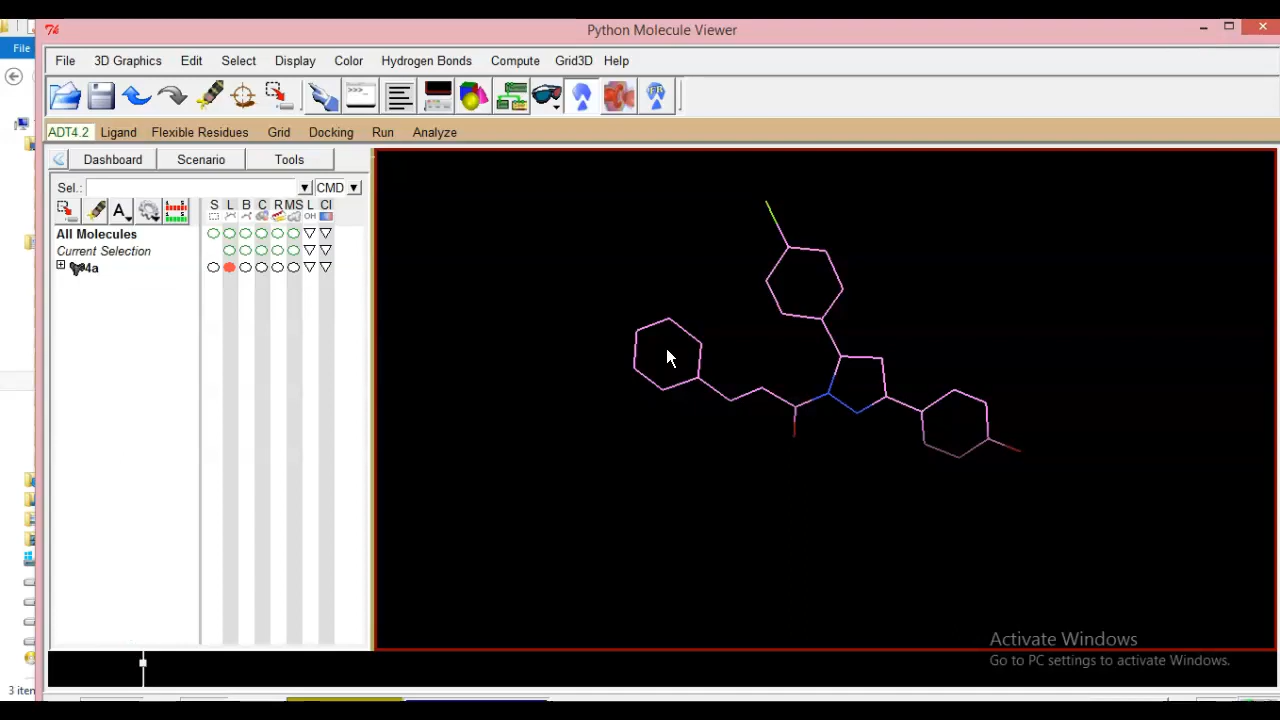 Python Molecule Viewer
File
File 3D Graphics Edit Select Display Color Hydrogen Bonds Compute Grid3D Help
ADT4.2 Ligand Flexible Residues Grid Docking Run Analyze
Dashboard Scenario Tools
Sel.: CMD
S L B C R MS L Cl
All Molecules
Current Selection
4a
Activate Windows
Go to PC settings to activate Windows.
3 item